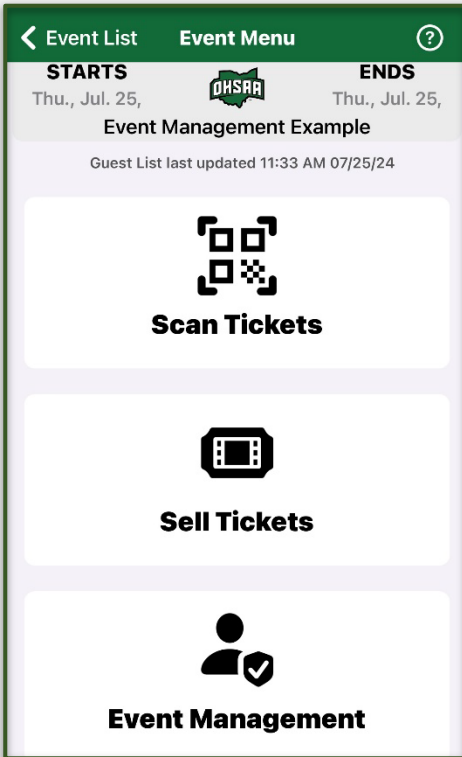 Event List Event Menu ?
STARTS OHSAA ENDS
Thu., Jul. 25, Thu., Jul. 25,
Event Management Example
Guest List last updated 11:33 AM 07/25/24
Scan Tickets
Sell Tickets
Event Management